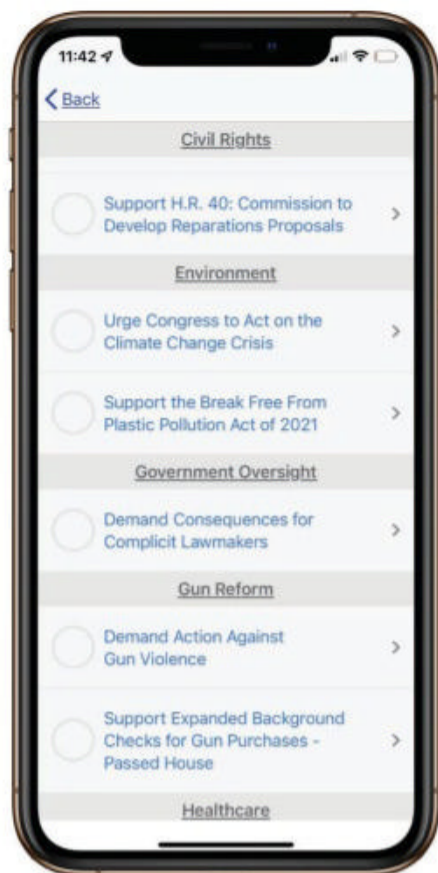 11:42
Back
Civil Rights
Support H.R. 40: Commission to
Develop Reparations Proposals
Environment
Urge Congress to Act on the
Climate Change Crisis
Support the Break Free From
Plastic Pollution Act of 2021
Government Oversight
Demand Consequences for
Complicit Lawmakers
Gun Reform
Demand Action Against
Gun Violence
Support Expanded Background
Checks for Gun Purchases -
Passed House
Healthcare